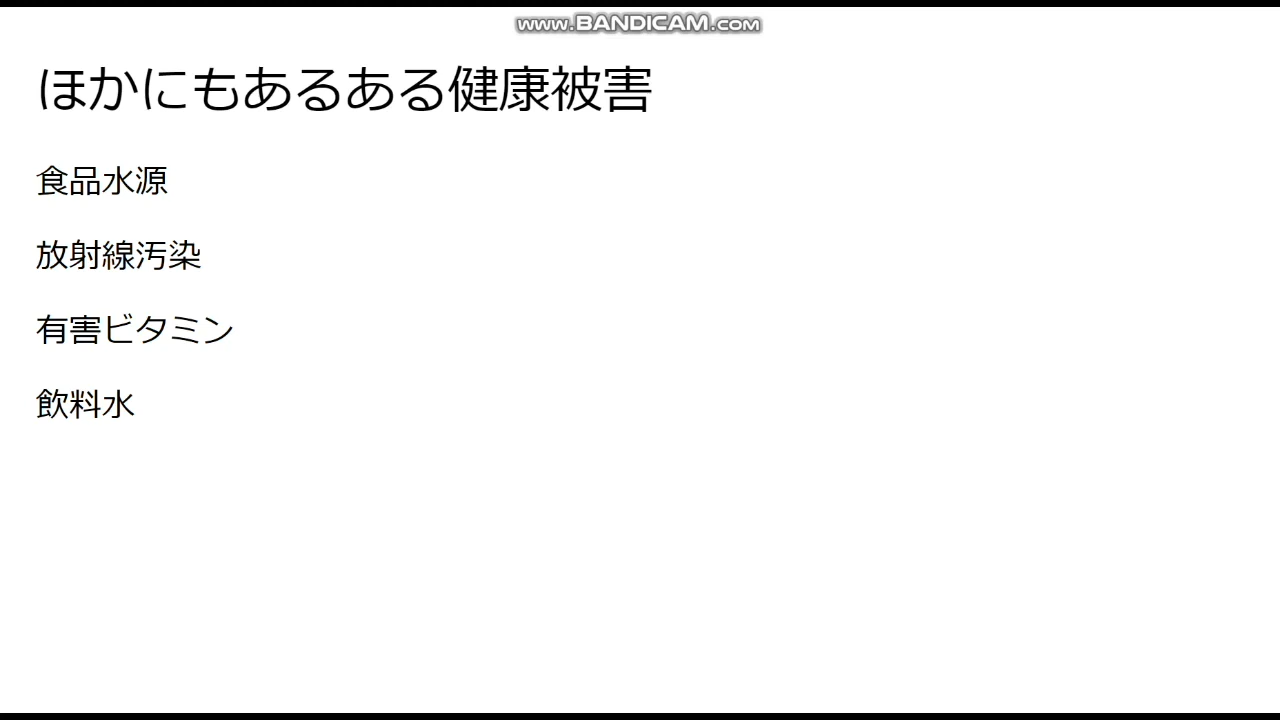 www.BANDICAM.com
ほかにもあるある健康被害
食品水源
放射線汚染
有害ビタミン
飲料水